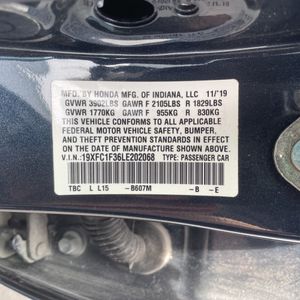 MFD. BY HONDA MFG. OF INDIANA, LLC 11/'19
GVWR 3902LBS GAWR F 2105LBS R 1829LBS
GVWR 1770KG GAWR F 955KG R 830KG
THIS VEHICLE CONFORMS TO ALL APPLICABLE
FEDERAL MOTOR VEHICLE SAFETY, BUMPER,
AND THEFT PREVENTION STANDARDS IN EFFECT
ON THE DATE OF MANUFACTURE SHOWN ABOVE.
V.I.N.:19XFC1F36LE202068 TYPE: PASSENGER CAR
TBC L L15 -B607M -B -E